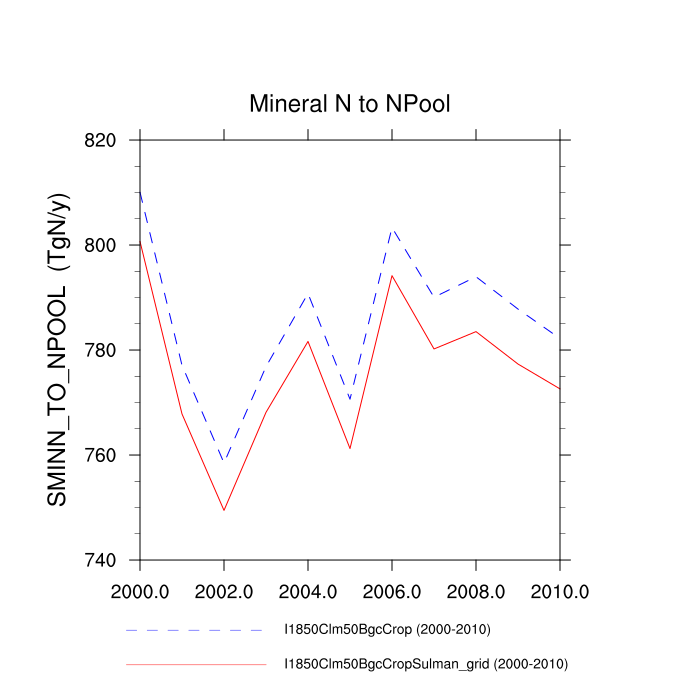 Mineral N to NPool
SMINN_TO_NPOOL (TgN/y)
820
800
780
760
740
2000.0 2002.0 2004.0 2006.0 2008.0 2010.0
I1850Clm50BgcCrop (2000-2010)
I1850Clm50BgcCropSulman_grid (2000-2010)